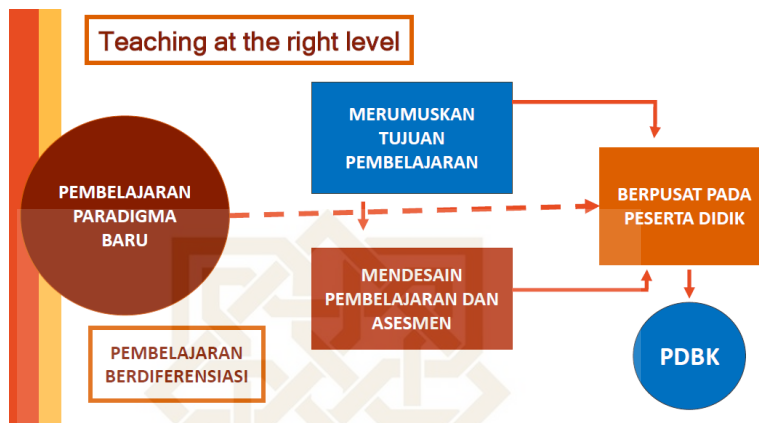 Teaching at the right level
MERUMUSKAN
TUJUAN
PEMBELAJARAN
PEMBELAJARAN
PARADIGMA
BARU
BERPUSAT PADA
PESERTA DIDIK
MENDESAIN
PEMBELAJARAN DAN
ASESMEN
PEMBELAJARAN
BERDIFERENSIASI
PDBK